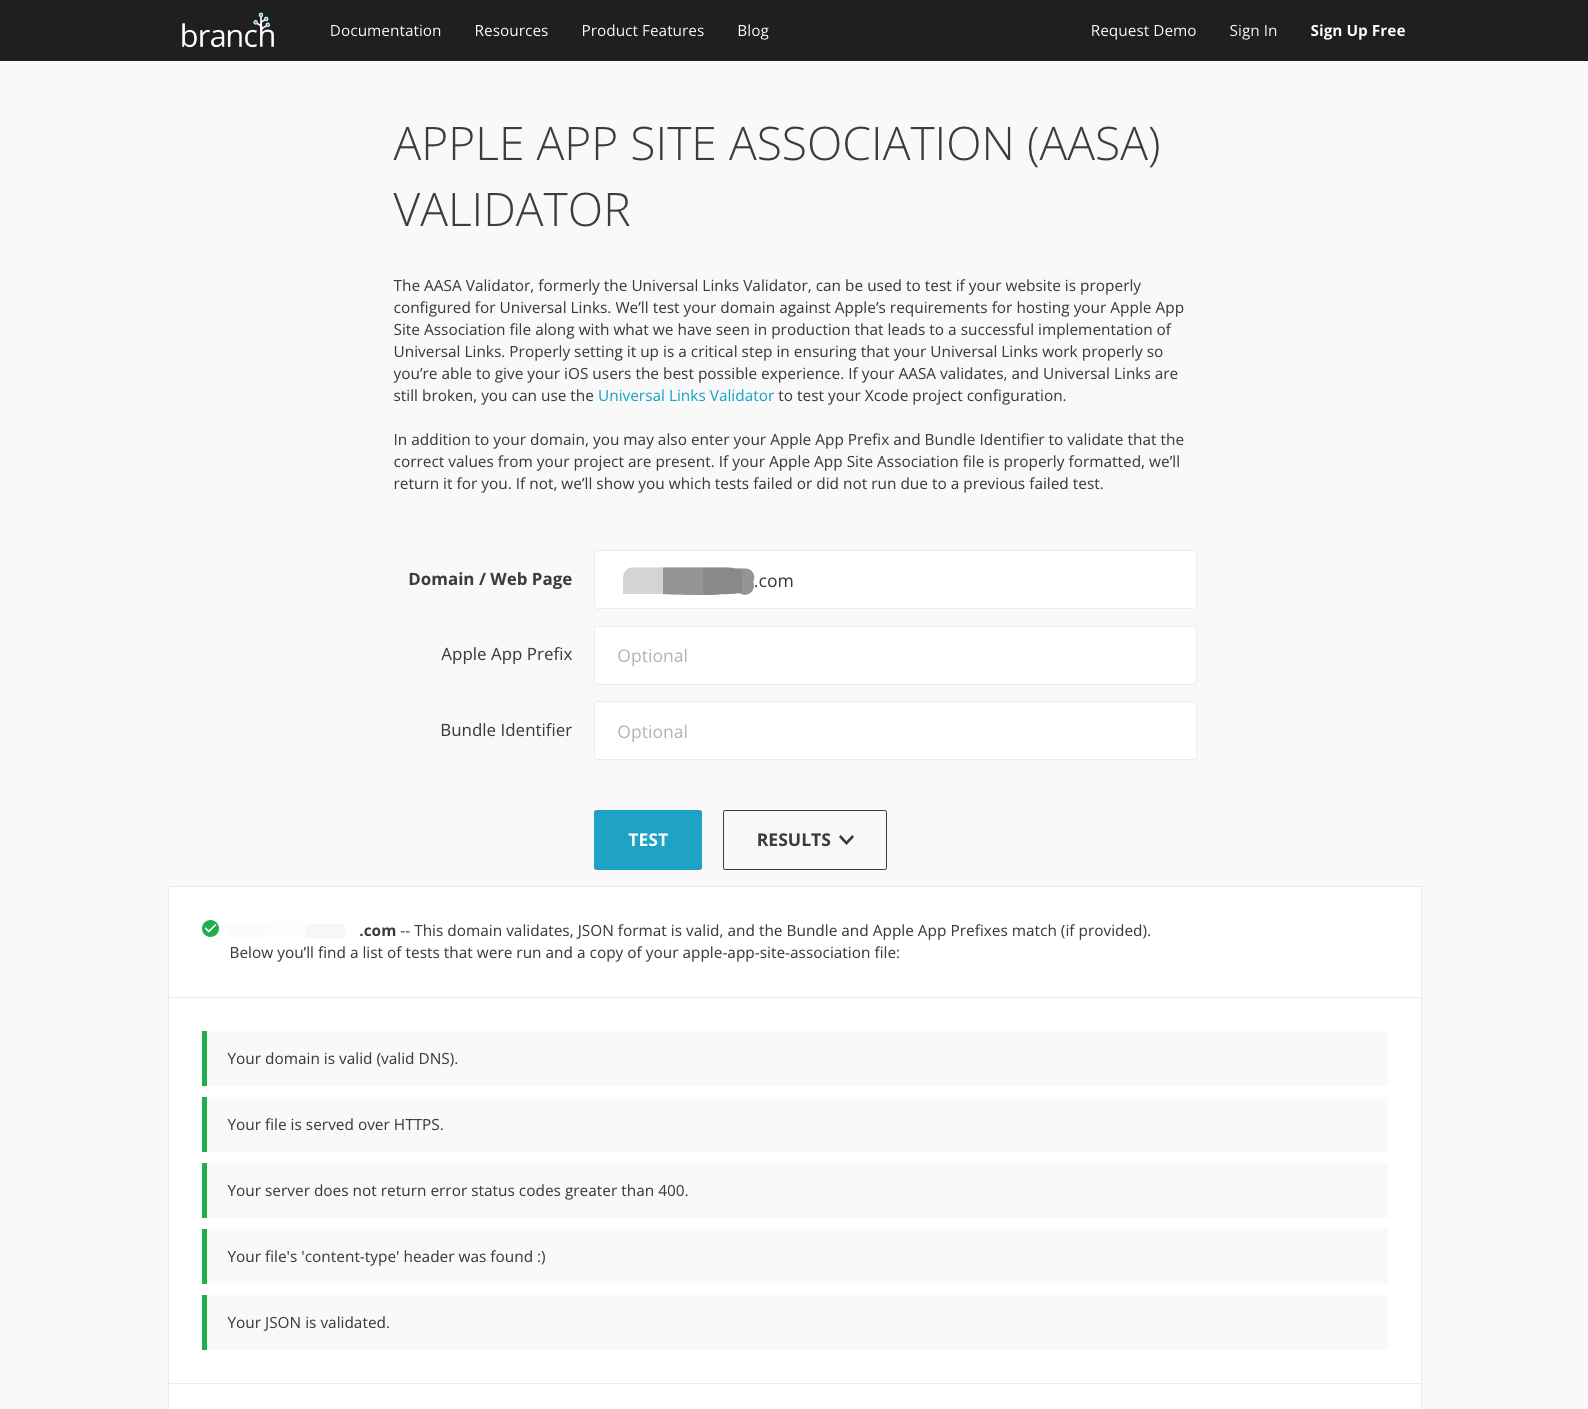 branch Documentation Resources Product Features Blog Request Demo Sign In Sign Up Free
APPLE APP SITE ASSOCIATION (AASA)
VALIDATOR
The AASA Validator, formerly the Universal Links Validator, can be used to test if your website is properly
configured for Universal Links. We’ll test your domain against Apple’s requirements for hosting your Apple App
Site Association file along with what we have seen in production that leads to a successful implementation of
Universal Links. Properly setting it up is a critical step in ensuring that your Universal Links work properly so
you’re able to give your iOS users the best possible experience. If your AASA validates, and Universal Links are
still broken, you can use the Universal Links Validator to test your Xcode project configuration.
In addition to your domain, you may also enter your Apple App Prefix and Bundle Identifier to validate that the
correct values from your project are present. If your Apple App Site Association file is properly formatted, we’ll
return it for you. If not, we’ll show you which tests failed or did not run due to a previous failed test.
Domain / Web Page .com
Apple App Prefix Optional
Bundle Identifier Optional
TEST RESULTS
.com -- This domain validates, JSON format is valid, and the Bundle and Apple App Prefixes match (if provided).
Below you’ll find a list of tests that were run and a copy of your apple-app-site-association file:
Your domain is valid (valid DNS).
Your file is served over HTTPS.
Your server does not return error status codes greater than 400.
Your file's 'content-type' header was found :)
Your JSON is validated.